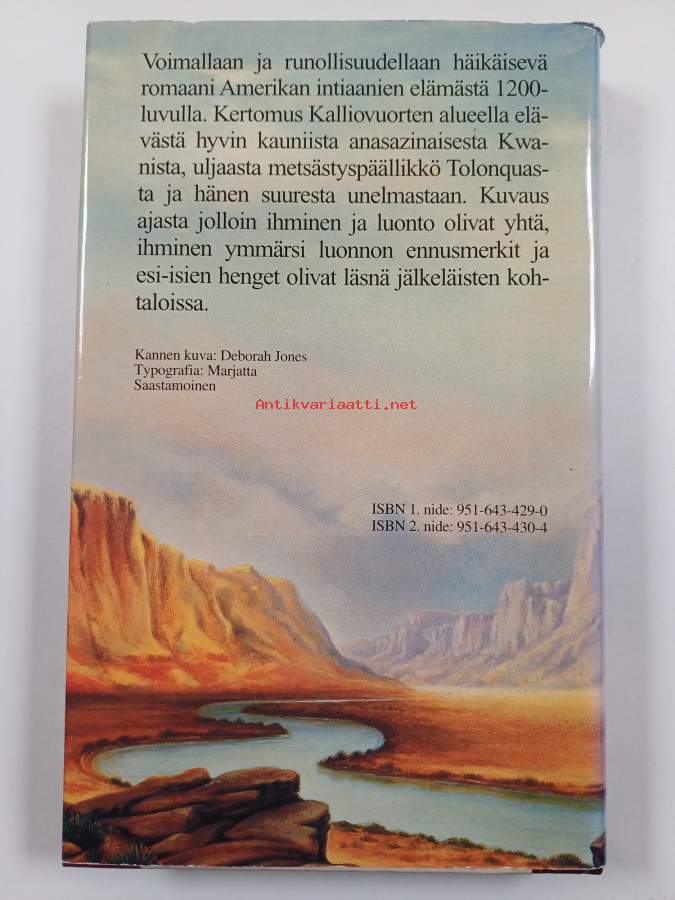 Voimallaan ja runollisuudellaan häikäisevä
romaani Amerikan intiaanien elämästä 1200-
luvulla. Kertomus Kalliovuorten alueella elä-
västä hyvin kauniista anasazinaisesta Kwa-
nista, uljaasta metsästyspäällikkö Tolonquas-
ta ja hänen suuresta unelmastaan. Kuvaus
ajasta jolloin ihminen ja luonto olivat yhtä,
ihminen ymmärsi luonnon ennusmerkit ja
esi-isien henget olivat läsnä jälkeläisten koh-
taloissa.
Kannen kuva: Deborah Jones
Typografia: Marjatta
Saastamoinen
Antikvariaatti.net
ISBN 1. nide: 951-643-429-0
ISBN 2. nide: 951-643-430-4